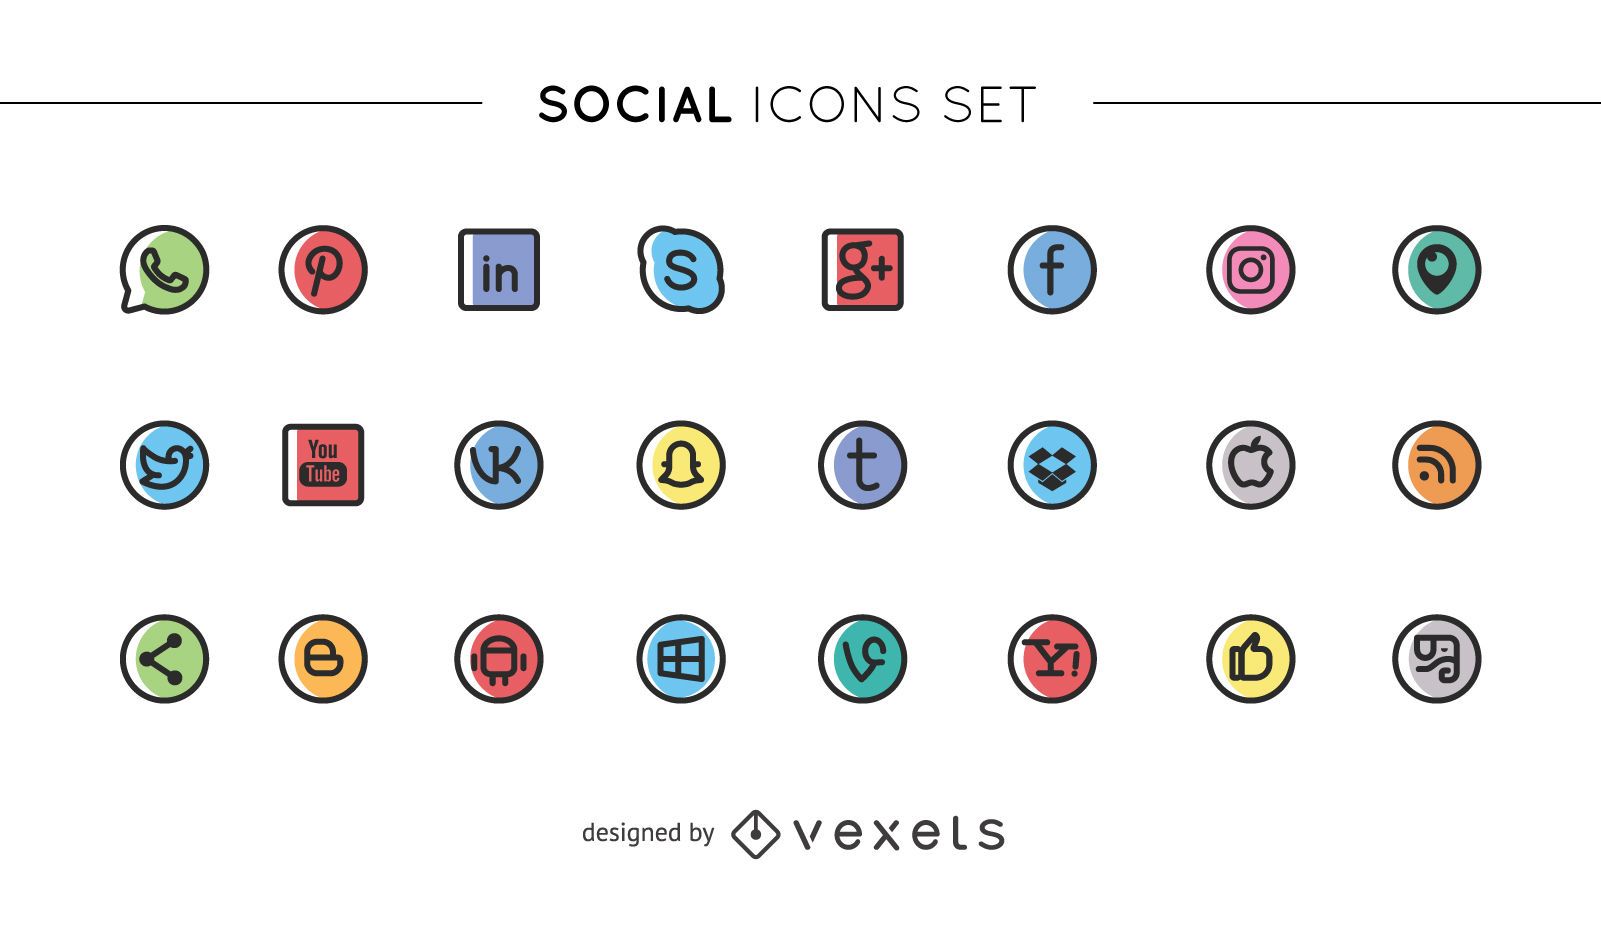 SOCIAL ICONS SET
in
S
g+
f
You
Tube
t
Y!
designed by vexels